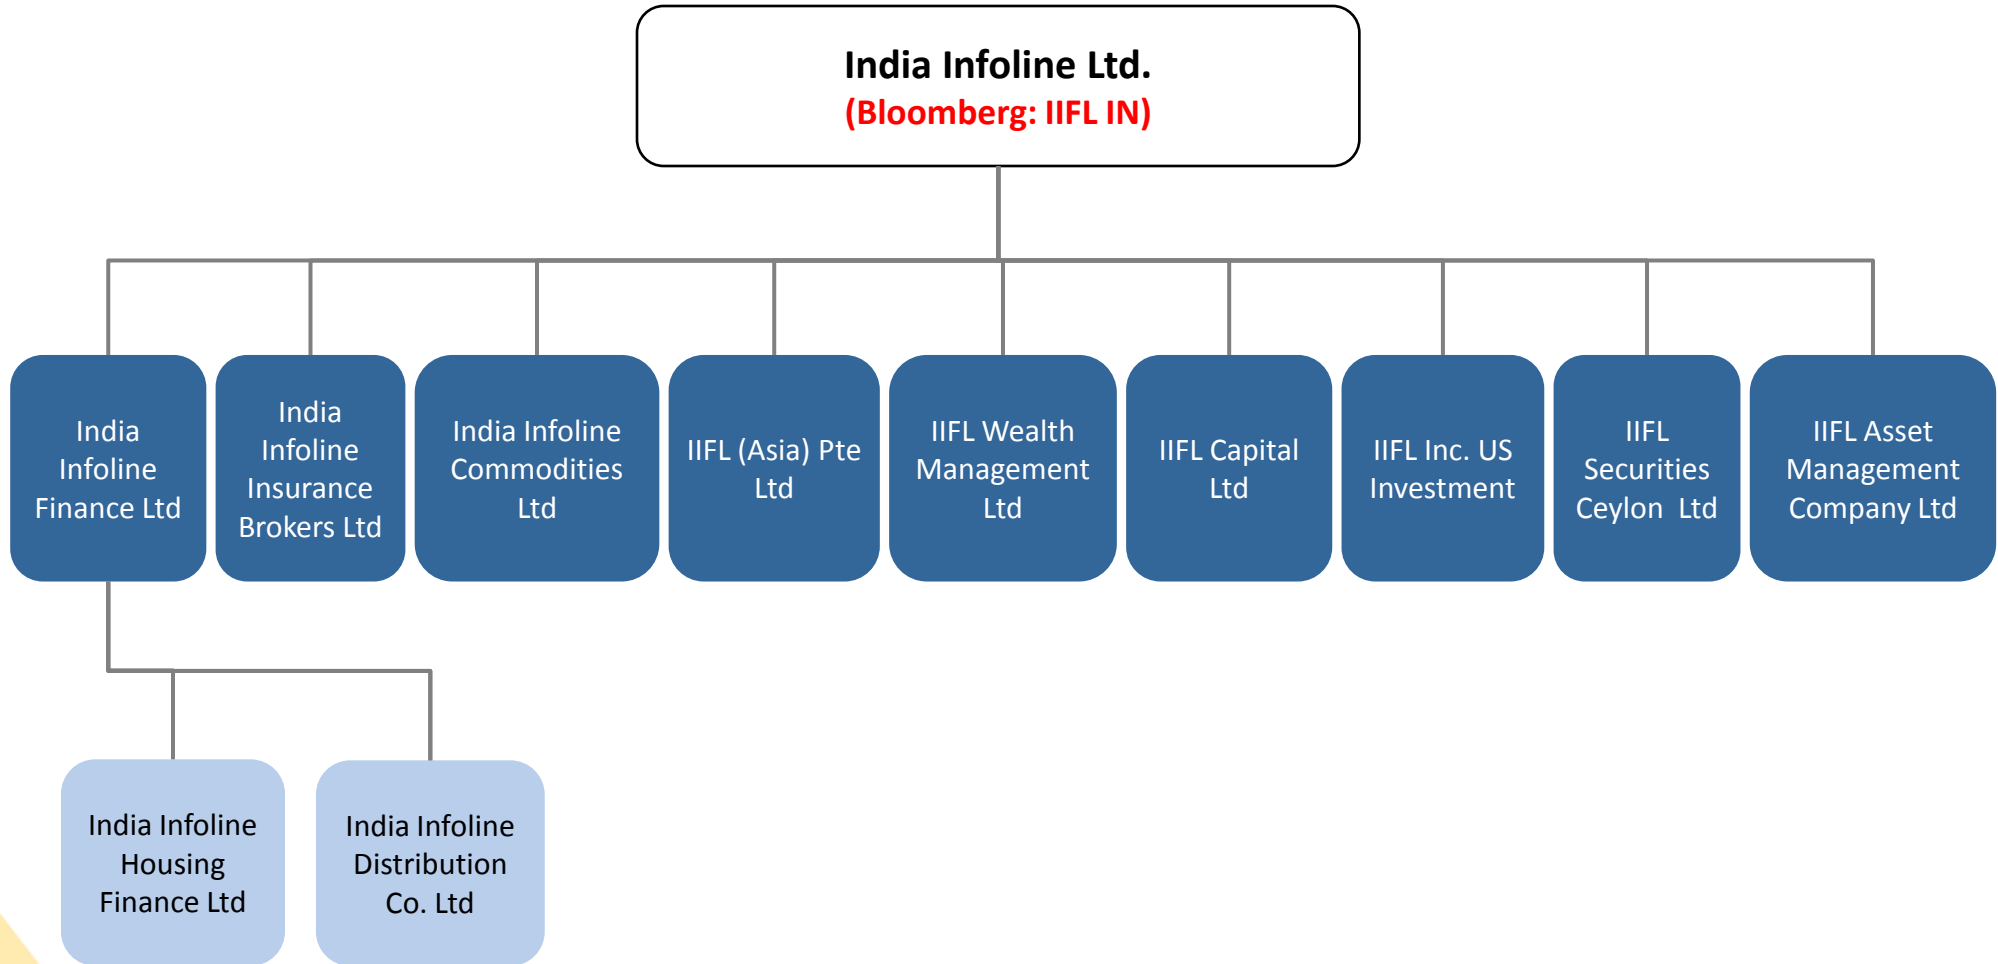 India Infoline Ltd.
(Bloomberg: IIFL IN)
India
Infoline
Finance Ltd
India
Infoline
Insurance
Brokers Ltd
India Infoline
Commodities
Ltd
IIFL (Asia) Pte
Ltd
IIFL Wealth
Management
Ltd
IIFL Capital
Ltd
IIFL Inc. US
Investment
IIFL
Securities
Ceylon  Ltd
IIFL Asset
Management
Company Ltd
India Infoline
Housing
Finance Ltd
India Infoline
Distribution
Co. Ltd